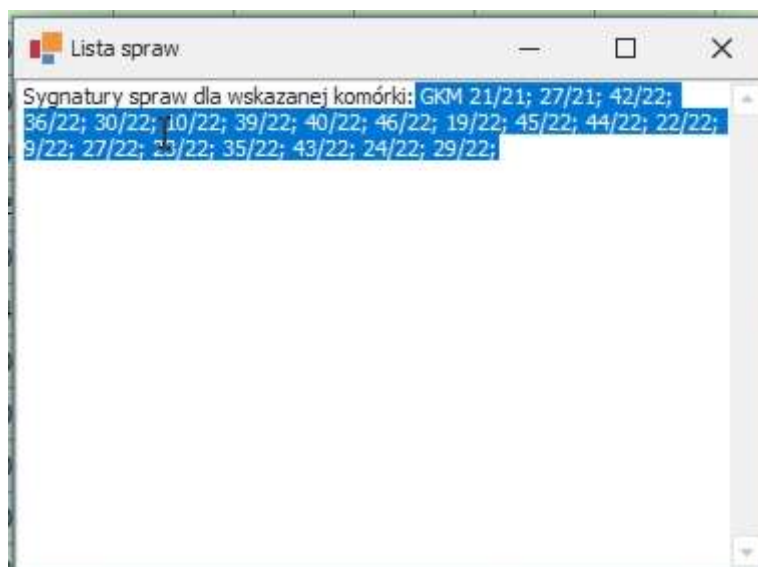 Lista spraw
Sygnatury spraw dla wskazanej komórki: GKM 21/21; 27/21; 42/22;
36/22; 30/22; 10/22; 39/22; 40/22; 46/22; 19/22; 45/22; 44/22; 22/22;
9/22; 27/22; 35/22; 43/22; 24/22; 29/22;